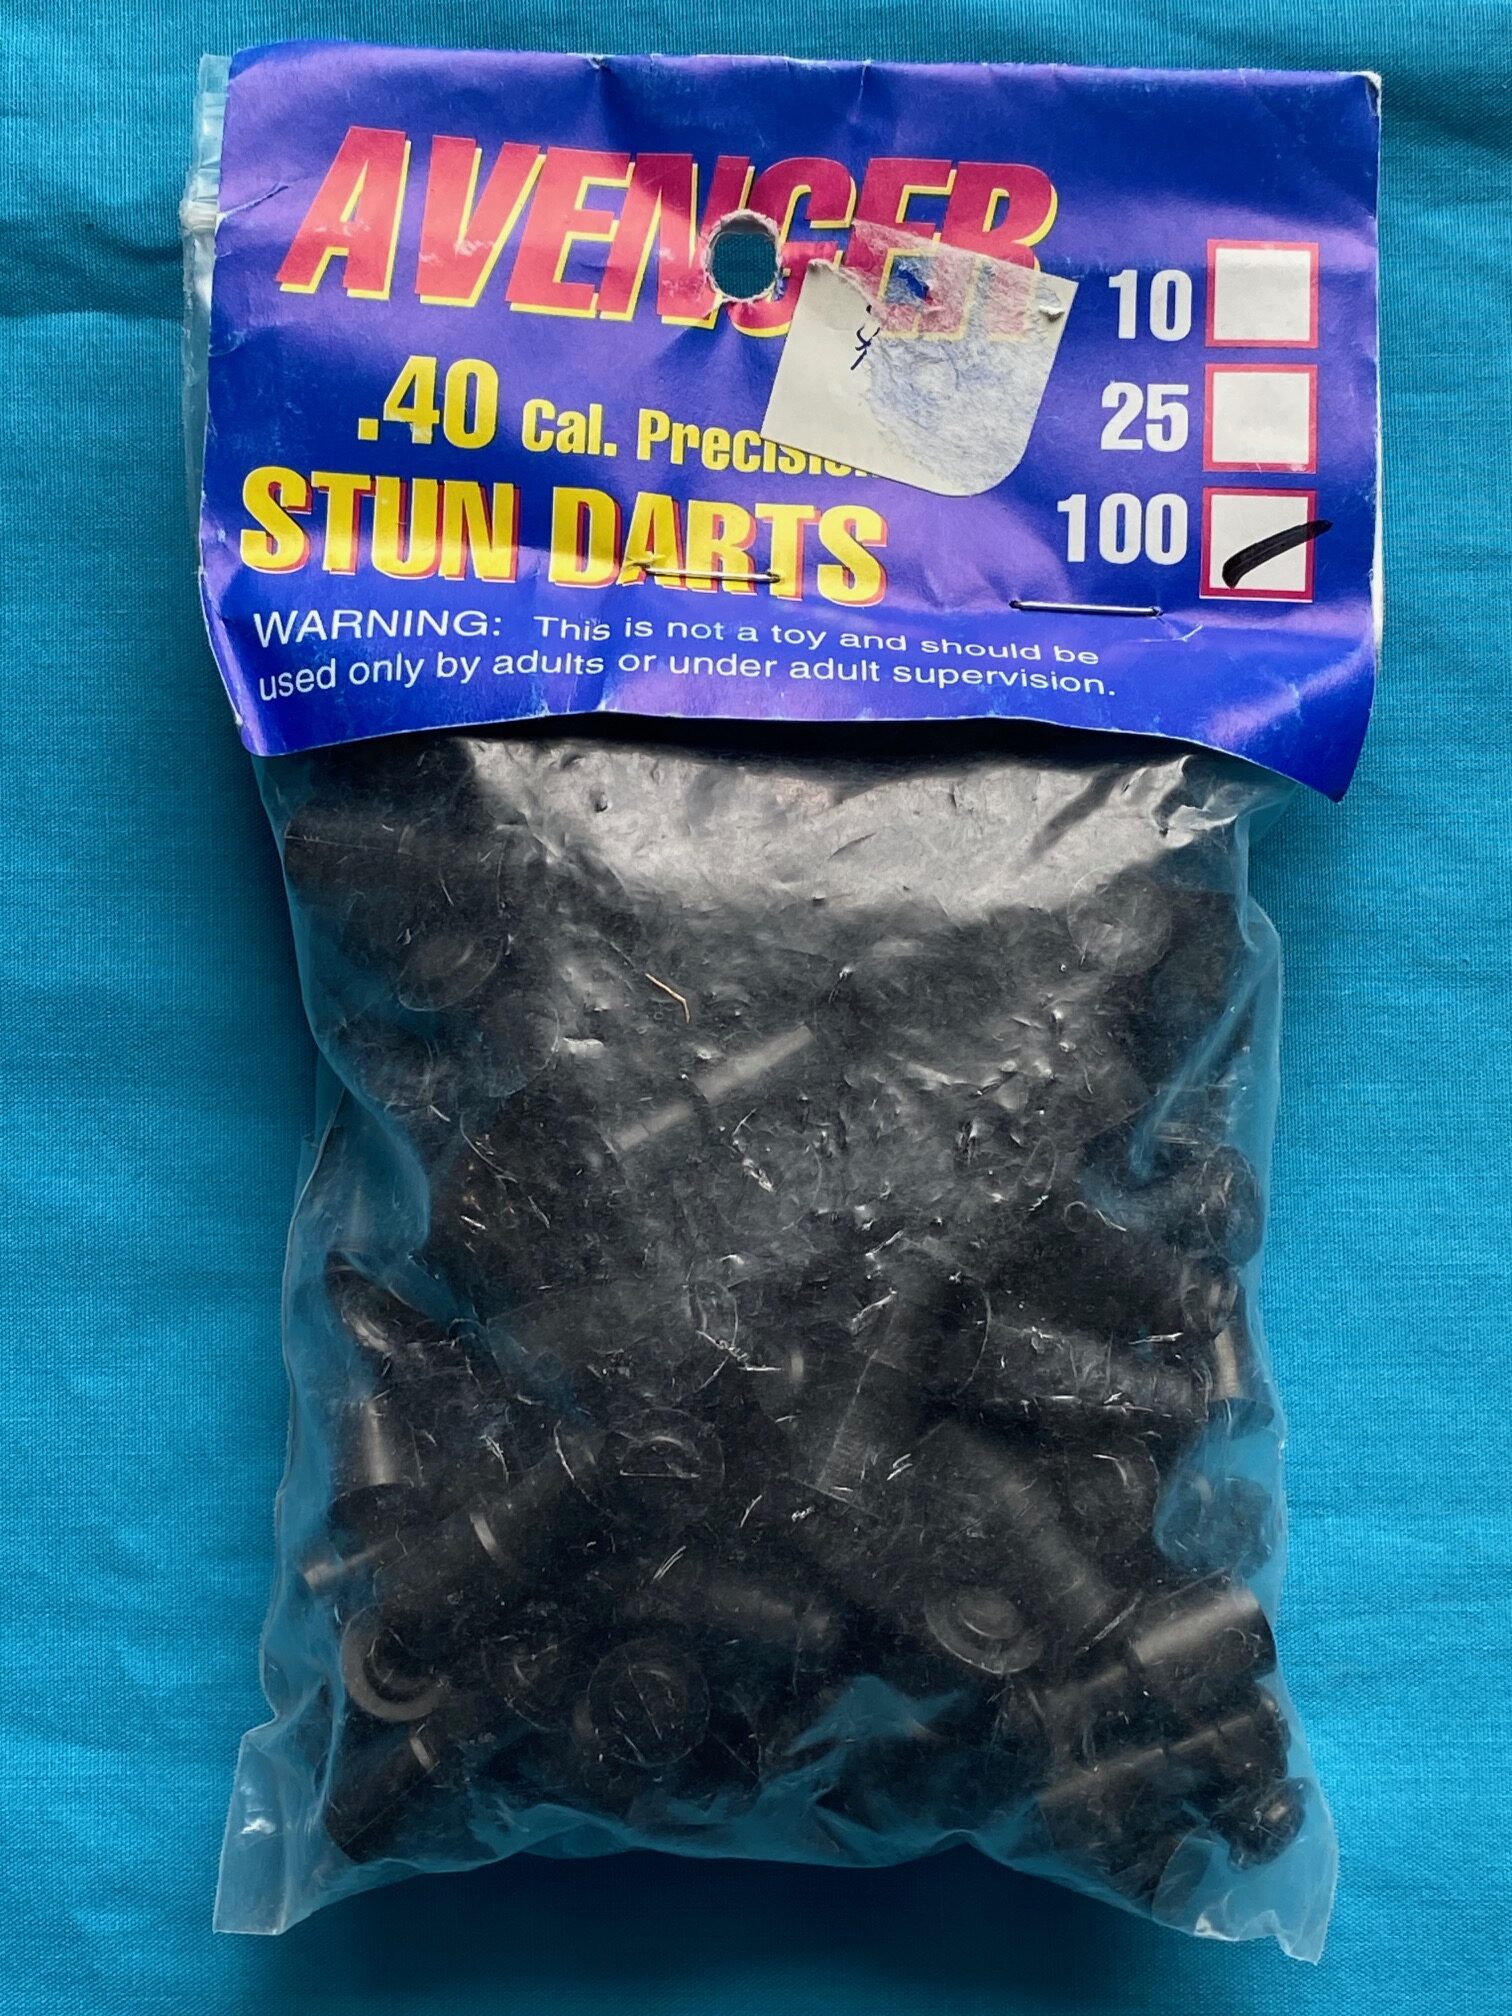 AVENGER
.40 Cal. Precision
STUN DARTS
10
25
100
WARNING: This is not a toy and should be
used only by adults or under adult supervision.